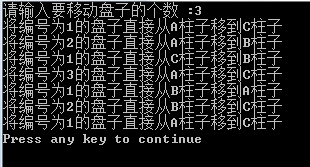 请输入要移动盘子的个数 :3
将编号为1的盘子直接从A柱子移到C柱子
将编号为2的盘子直接从A柱子移到B柱子
将编号为1的盘子直接从C柱子移到B柱子
将编号为3的盘子直接从A柱子移到C柱子
将编号为1的盘子直接从B柱子移到A柱子
将编号为2的盘子直接从B柱子移到C柱子
将编号为1的盘子直接从A柱子移到C柱子
Press any key to continue